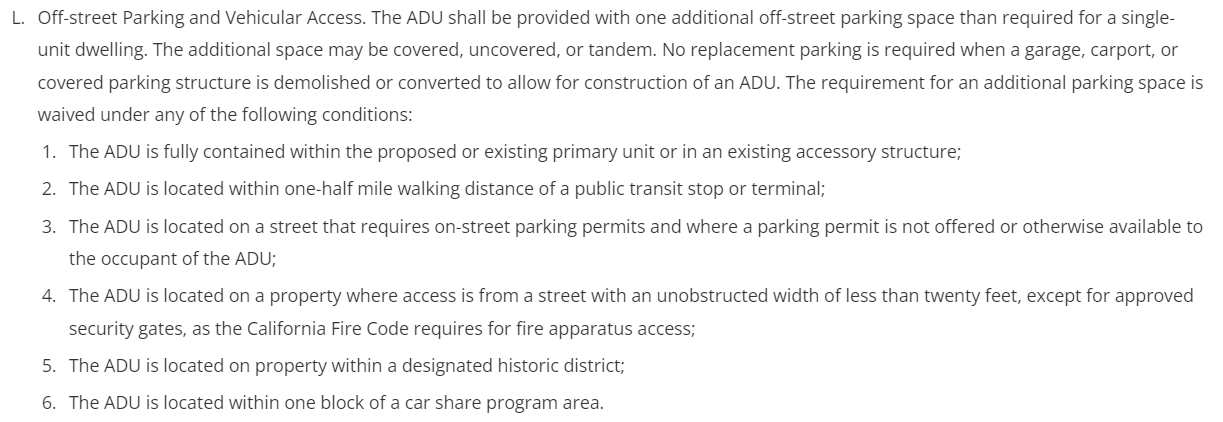 L. Off-street Parking and Vehicular Access. The ADU shall be provided with one additional off-street parking space than required for a single-
unit dwelling. The additional space may be covered, uncovered, or tandem. No replacement parking is required when a garage, carport, or
covered parking structure is demolished or converted to allow for construction of an ADU. The requirement for an additional parking space is
waived under any of the following conditions:
1. The ADU is fully contained within the proposed or existing primary unit or in an existing accessory structure;
2. The ADU is located within one-half mile walking distance of a public transit stop or terminal;
3. The ADU is located on a street that requires on-street parking permits and where a parking permit is not offered or otherwise available to
the occupant of the ADU;
4. The ADU is located on a property where access is from a street with an unobstructed width of less than twenty feet, except for approved
security gates, as the California Fire Code requires for fire apparatus access;
5. The ADU is located on property within a designated historic district;
6. The ADU is located within one block of a car share program area.